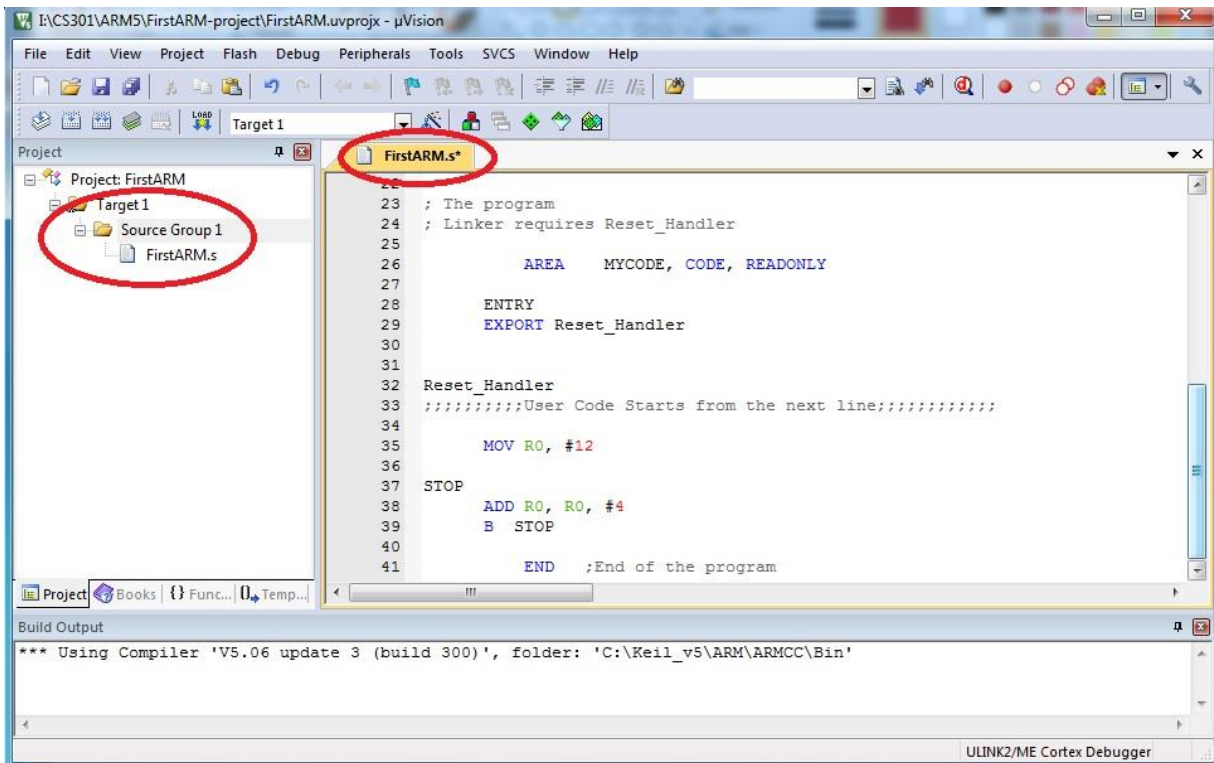 I:\CS301\ARM5\FirstARM-project\FirstARM.uvprojx - µVision
File Edit View Project Flash Debug Peripherals Tools SVCS Window Help
LOAD Target 1
Project
FirstARM.s*
Project: FirstARM
Target 1
Source Group 1
FirstARM.s
22
23 ; The program
24 ; Linker requires Reset_Handler
25
26 AREA MYCODE, CODE, READONLY
27
28 ENTRY
29 EXPORT Reset_Handler
30
31
32 Reset_Handler
33 ;;;;;;;;;;User Code Starts from the next line;;;;;;;;;;;;
34
35 MOV R0, #12
36
37 STOP
38 ADD R0, R0, #4
39 B STOP
40
41 END ;End of the program
Project Books {} Func... 0 Temp...
Build Output
*** Using Compiler 'V5.06 update 3 (build 300)', folder: 'C:\Keil_v5\ARM\ARMCC\Bin'
ULINK2/ME Cortex Debugger